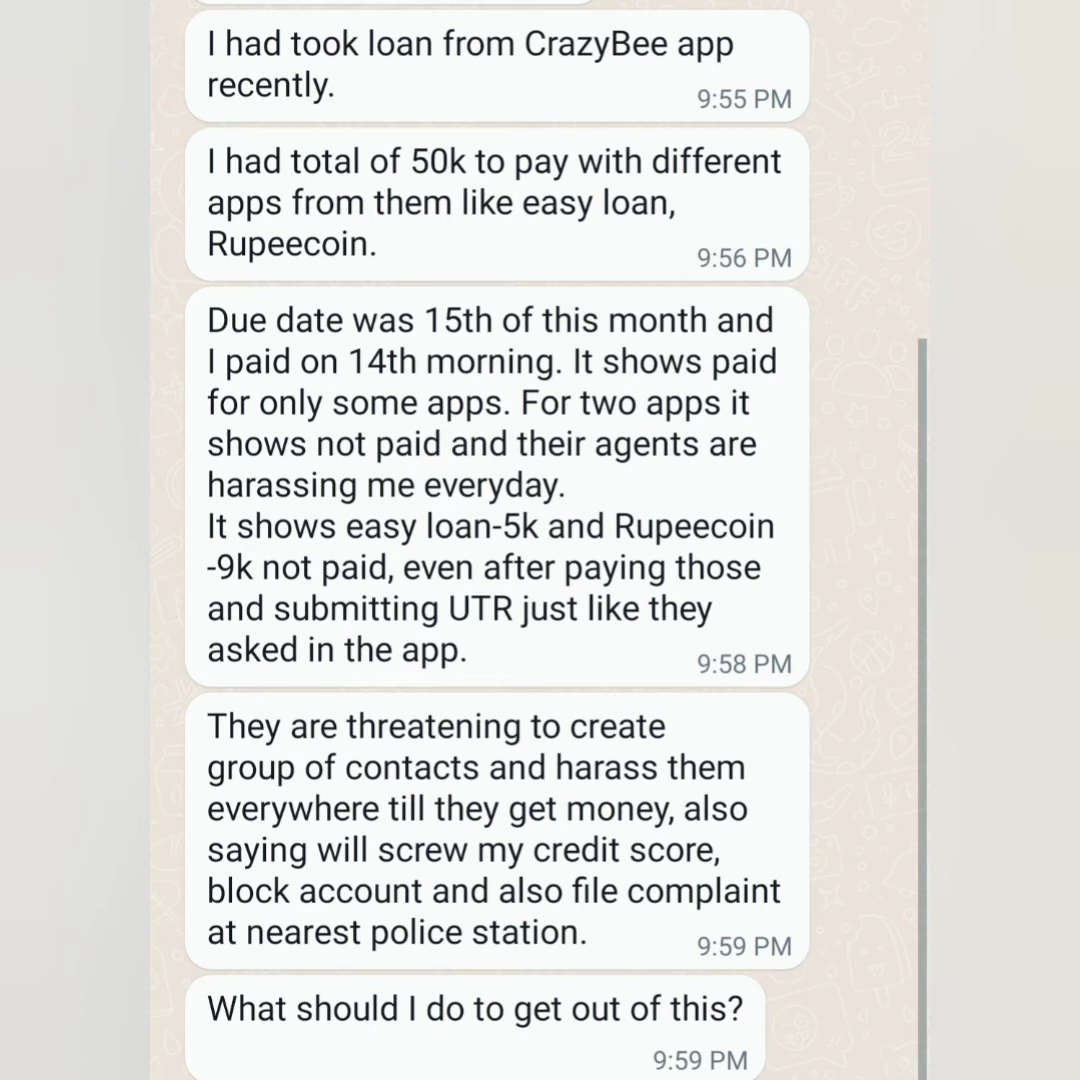 I had took loan from CrazyBee app
recently.
9:55 PM
I had total of 50k to pay with different
apps from them like easy loan,
Rupeecoin.
9:56 PM
Due date was 15th of this month and
I paid on 14th morning. It shows paid
for only some apps. For two apps it
shows not paid and their agents are
harassing me everyday.
It shows easy loan-5k and Rupeecoin
-9k not paid, even after paying those
and submitting UTR just like they
asked in the app.
9:58 PM
They are threatening to create
group of contacts and harass them
everywhere till they get money, also
saying will screw my credit score,
block account and also file complaint
at nearest police station.
9:59 PM
What should I do to get out of this?
9:59 PM